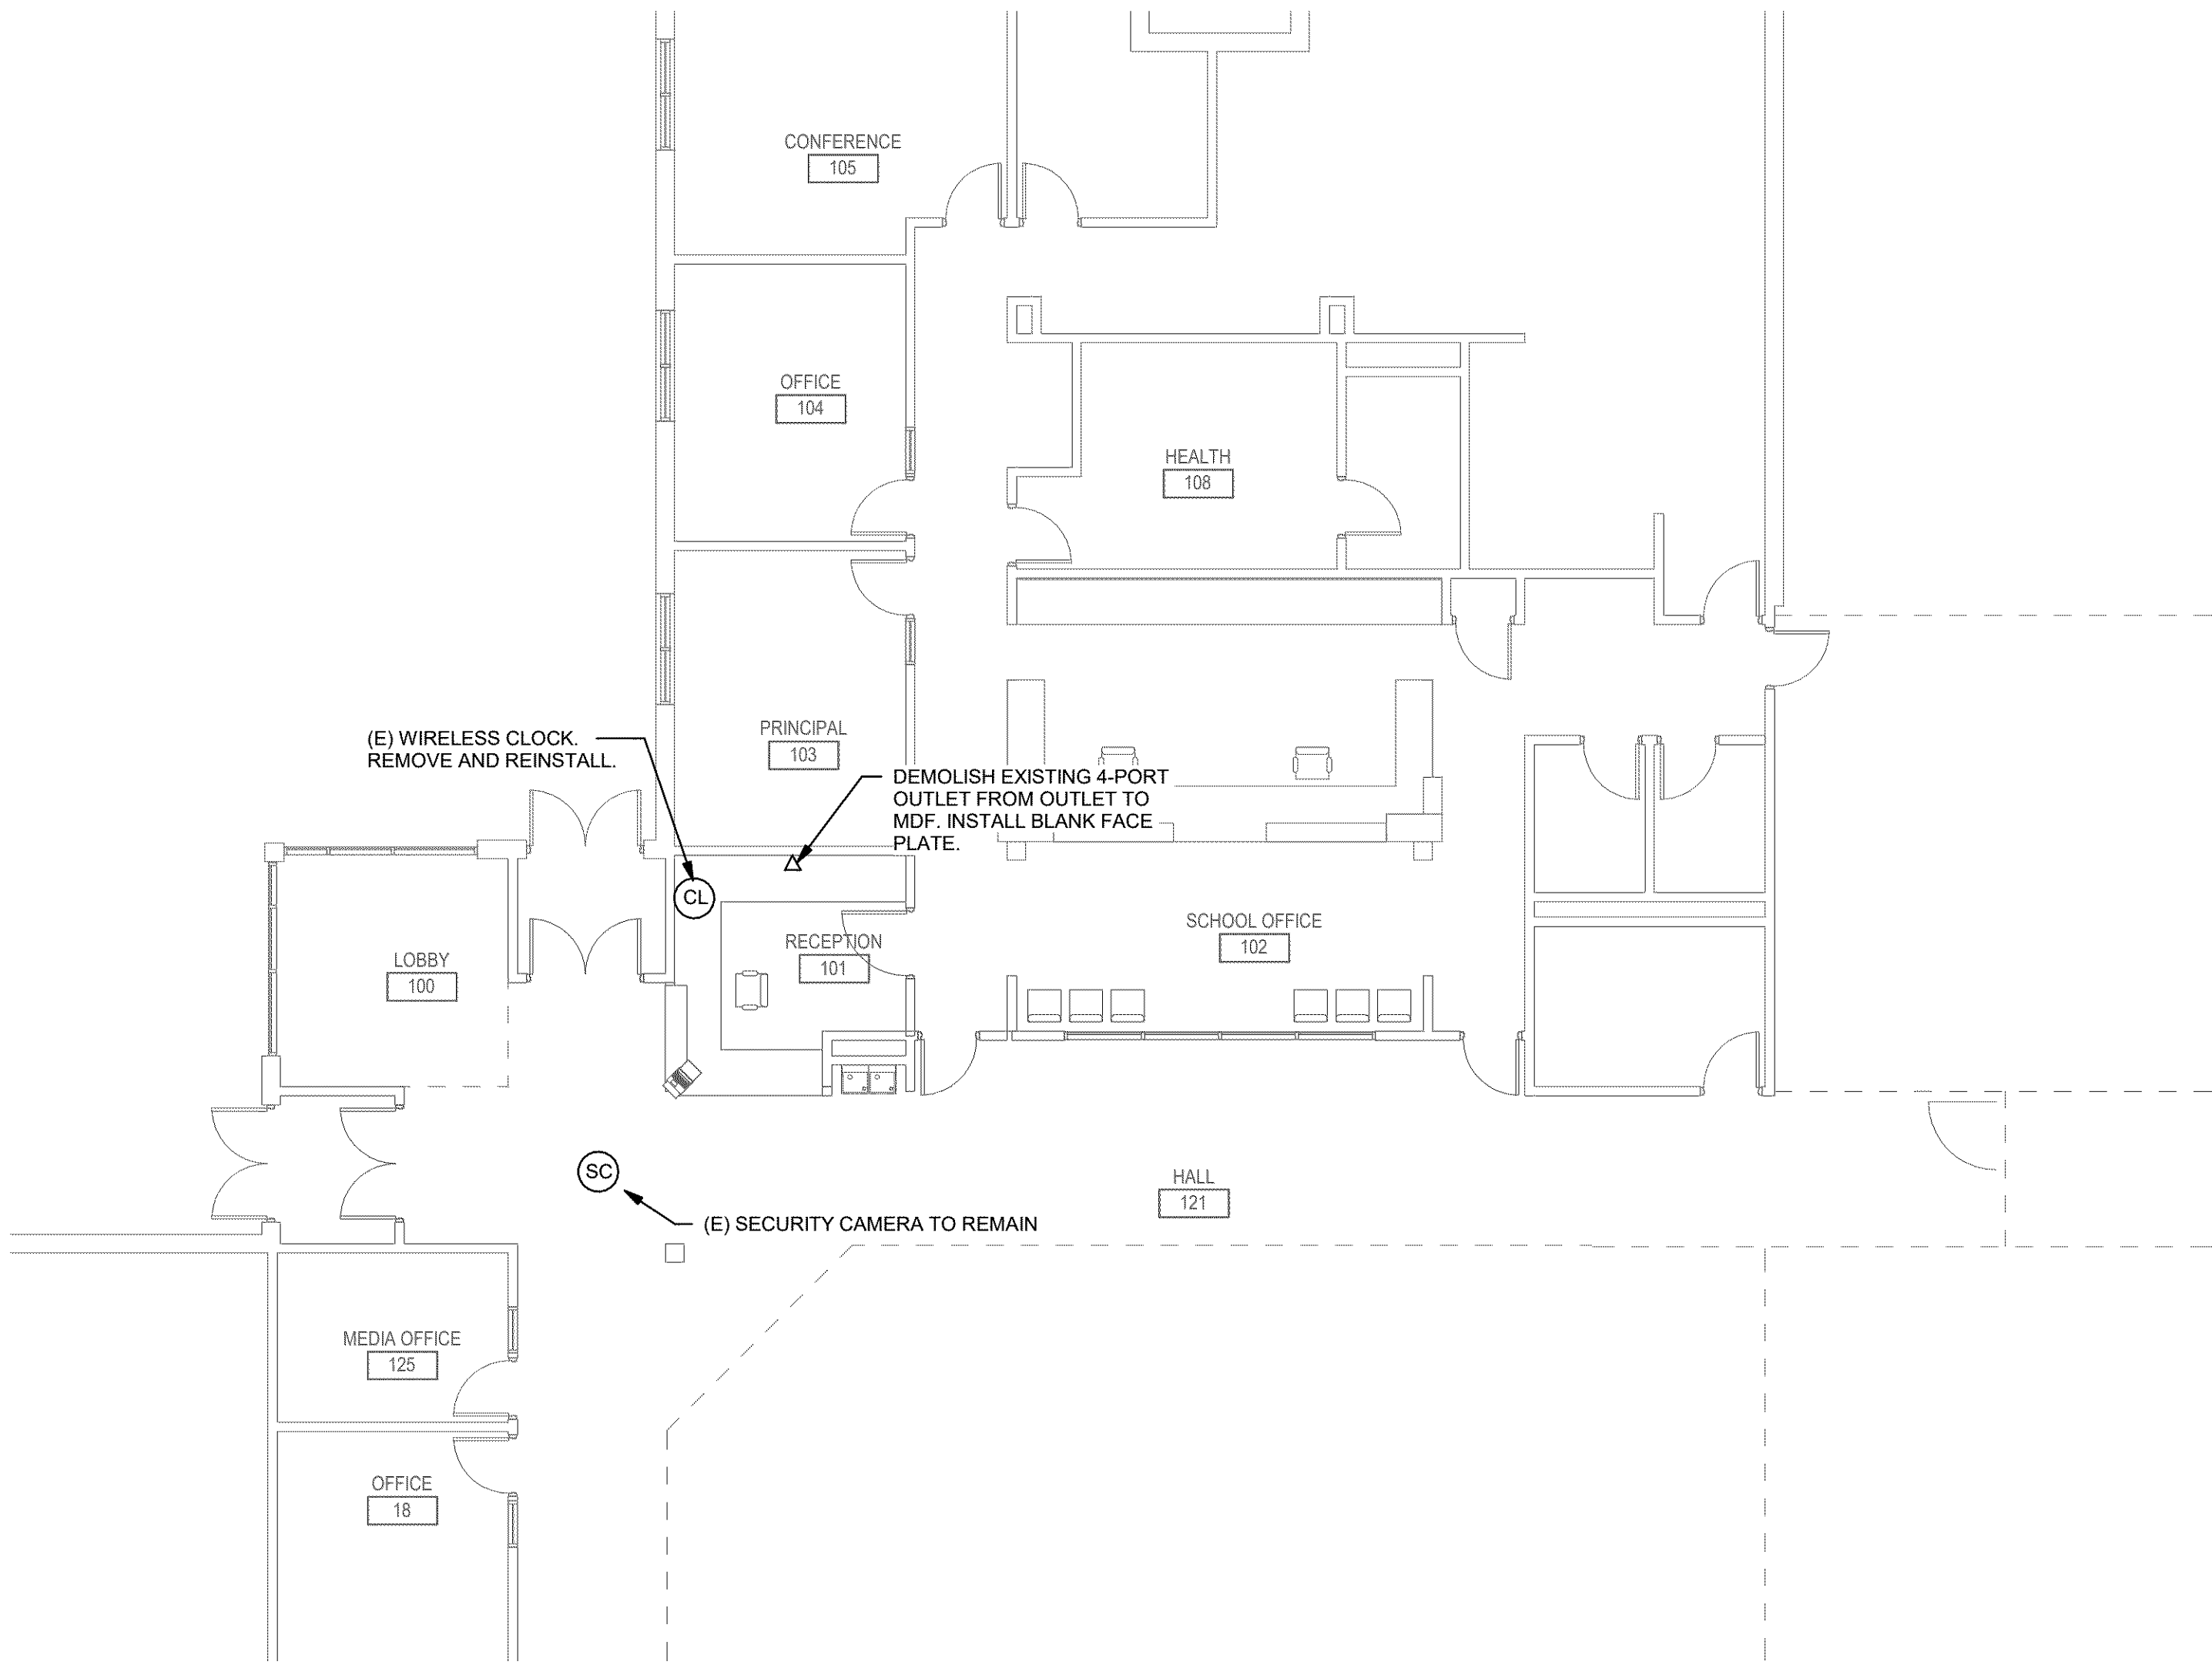 CONFERENCE
105
OFFICE
104
HEALTH
108
(E) WIRELESS CLOCK.
REMOVE AND REINSTALL.
PRINCIPAL
103
DEMOLISH EXISTING 4-PORT
OUTLET FROM OUTLET TO
MDF. INSTALL BLANK FACE
PLATE.
CL
LOBBY
100
RECEPTION
101
SCHOOL OFFICE
102
SC
(E) SECURITY CAMERA TO REMAIN
HALL
121
MEDIA OFFICE
125
OFFICE
18